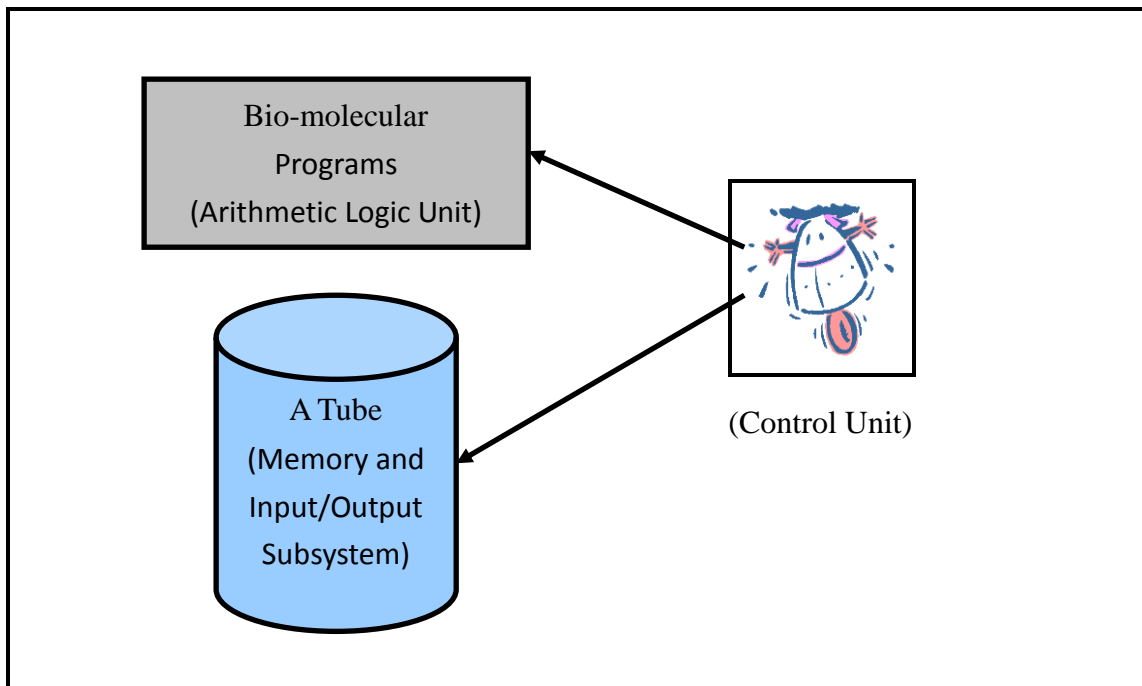 Bio-molecular
Programs
(Arithmetic Logic Unit)
A Tube
(Memory and
Input/Output
Subsystem)
(Control Unit)